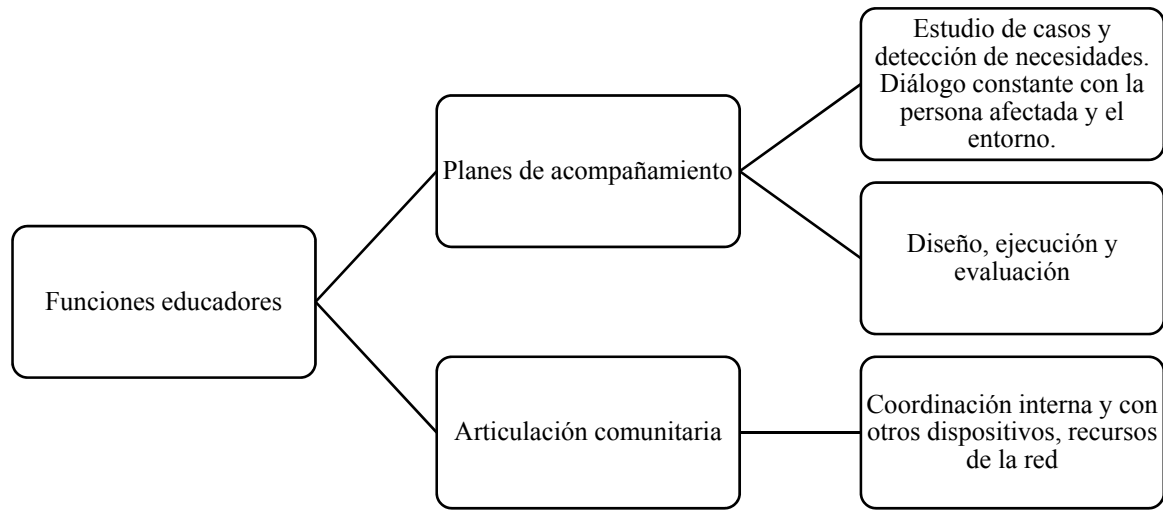 Funciones educadores
Planes de acompañamiento
Estudio de casos y
detección de necesidades.
Diálogo constante con la
persona afectada y el
entorno.
Diseño, ejecución y
evaluación
Articulación comunitaria
Coordinación interna y con
otros dispositivos, recursos
de la red